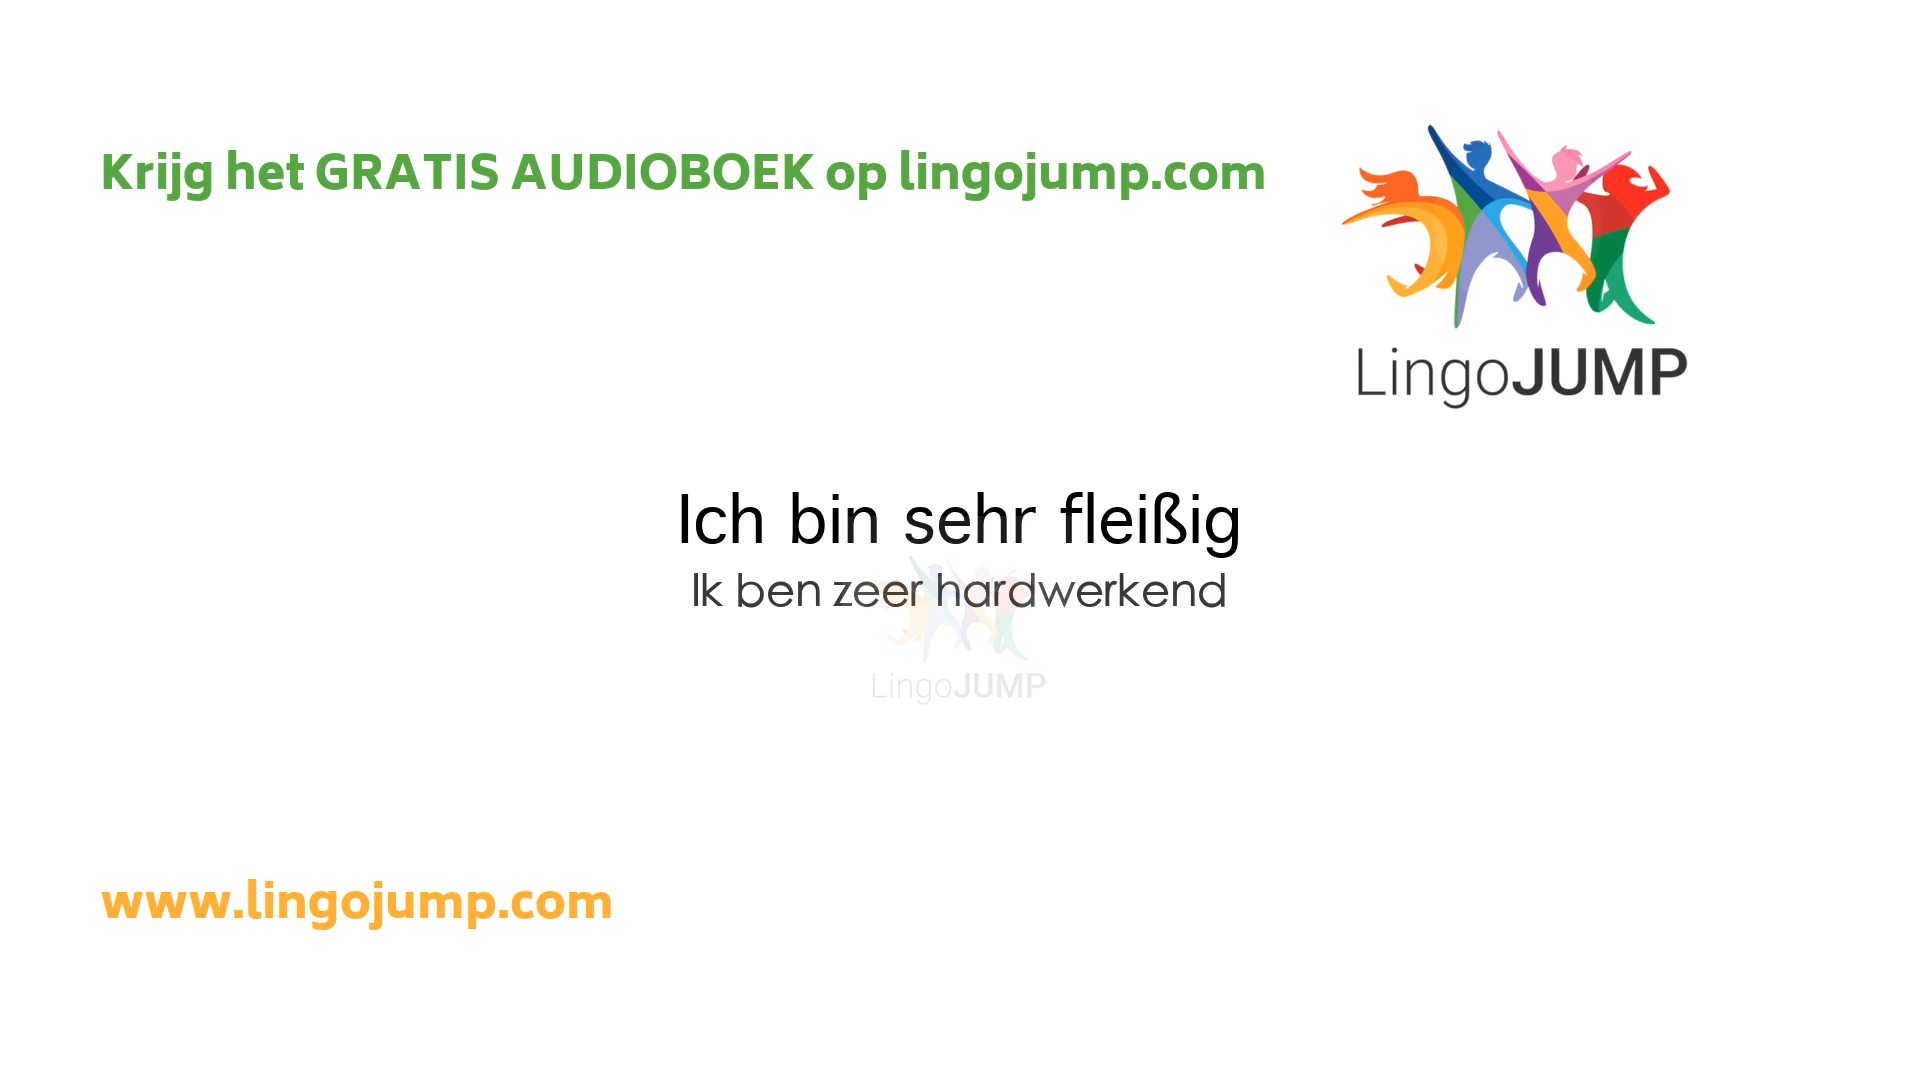 Krijg het GRATIS AUDIOBOEK op lingojump.com
LingoJUMP
Ich bin sehr fleißig
Ik ben zeer hardwerkend
LingoJUMP
www.lingojump.com